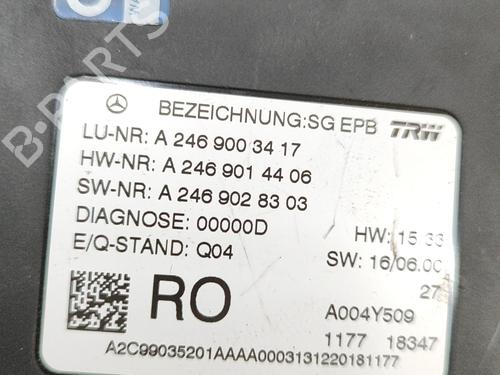 BEZEICHNUNG:SG EPB TRW
LU-NR: A 246 900 34 17
HW-NR: A 246 901 44 06
SW-NR: A 246 902 83 03
DIAGNOSE: 00000D
HW: 15 33
E/Q-STAND: Q04
SW: 16/06.00
27
RO
A004Y509
1177 18347
A2C99035201AAAA0003131220181177
B-PARTS